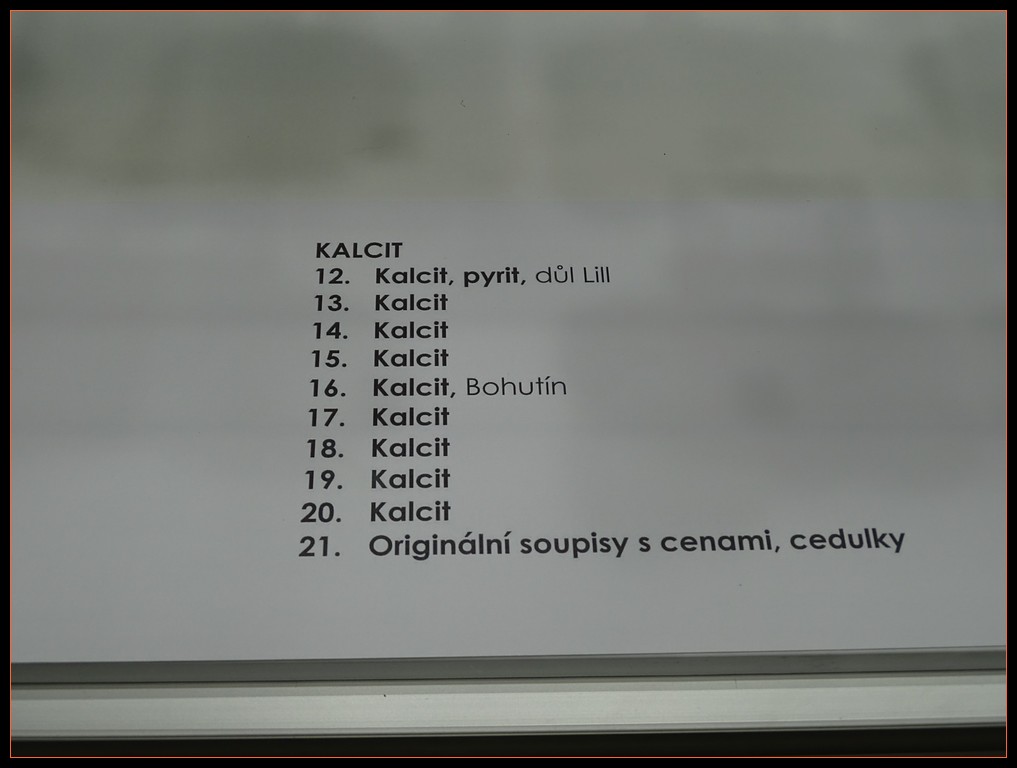 KALCIT
12. Kalcit, pyrit, důl Lill
13. Kalcit
14. Kalcit
15. Kalcit
16. Kalcit, Bohutín
17. Kalcit
18. Kalcit
19. Kalcit
20. Kalcit
21. Originální soupisy s cenami, cedulky